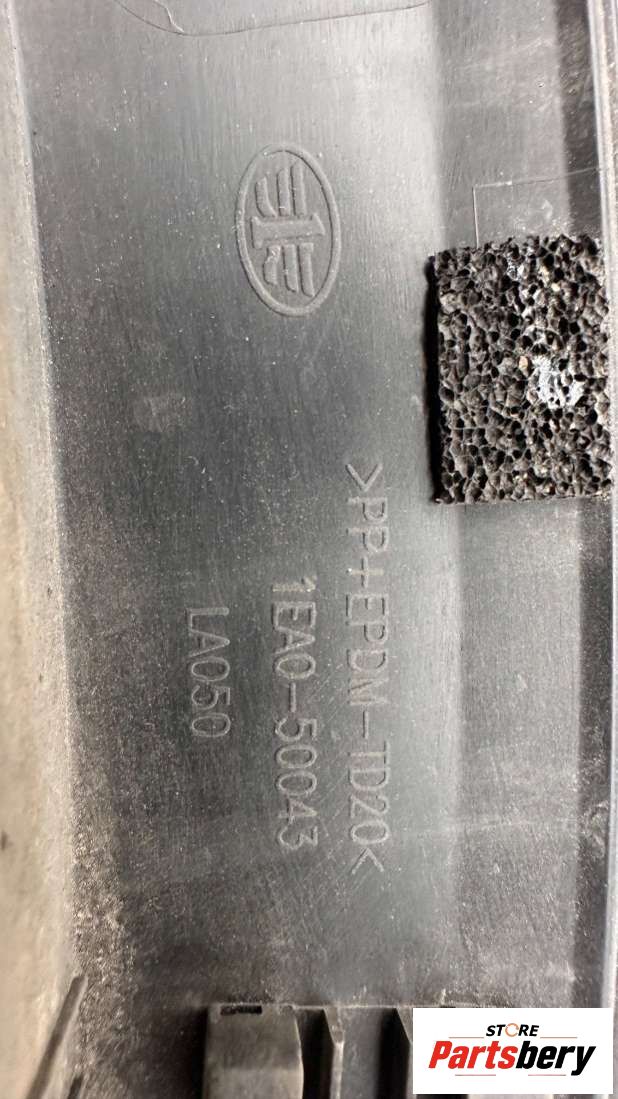 >PP+EPDM-TD20<
1EA0-50043
LA050
STORE
Partsbery